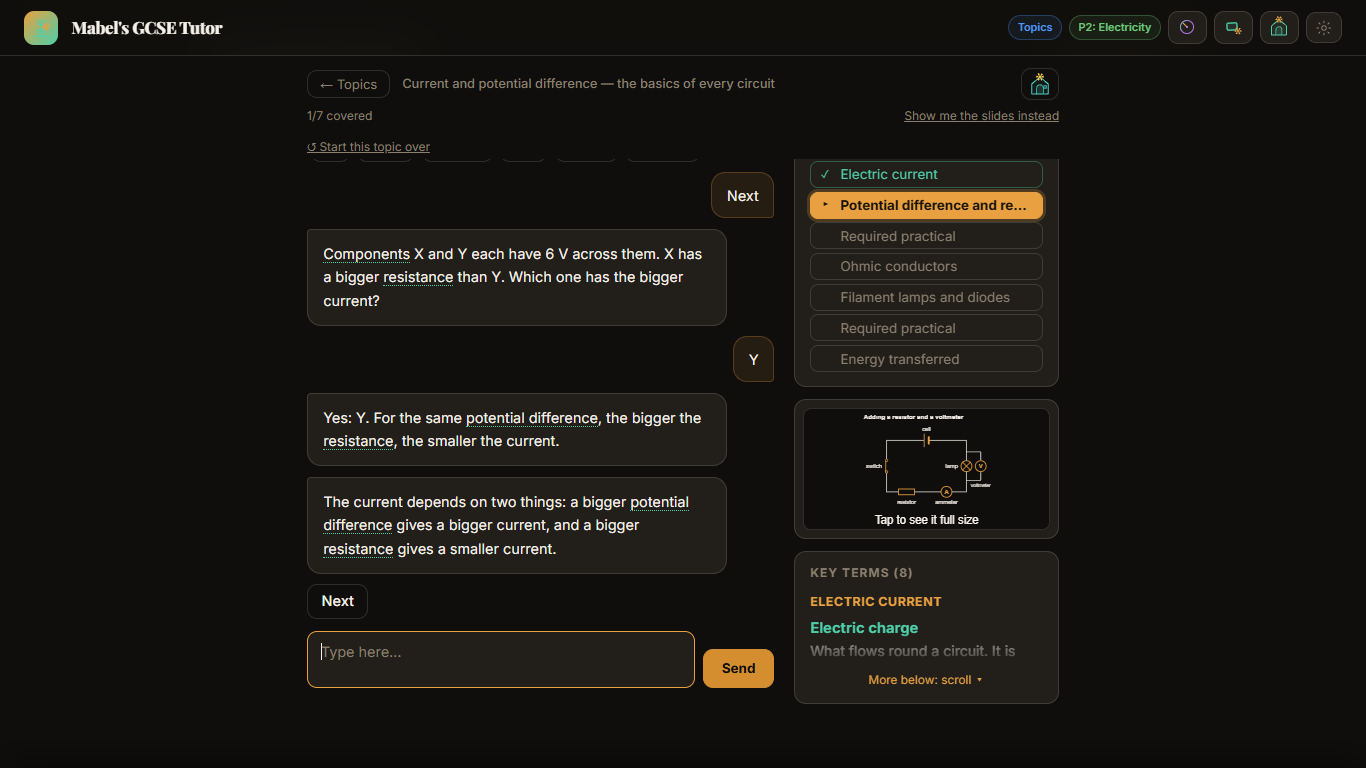 Mabel's GCSE Tutor
Topics
P2: Electricity
← Topics
Current and potential difference — the basics of every circuit
1/7 covered
Show me the slides instead
↺ Start this topic over
Next
Components X and Y each have 6 V across them. X has
a bigger resistance than Y. Which one has the bigger
current?
Y
Yes: Y. For the same potential difference, the bigger the
resistance, the smaller the current.
The current depends on two things: a bigger potential
difference gives a bigger current, and a bigger
resistance gives a smaller current.
Next
Type here...
Send
✓ Electric current
▸ Potential difference and re...
Required practical
Ohmic conductors
Filament lamps and diodes
Required practical
Energy transferred
Adding a resistor and a voltmeter
cell
switch
lamp
V
voltmeter
A
resistor
ammeter
Tap to see it full size
KEY TERMS (8)
ELECTRIC CURRENT
Electric charge
What flows round a circuit. It is
More below: scroll ▾